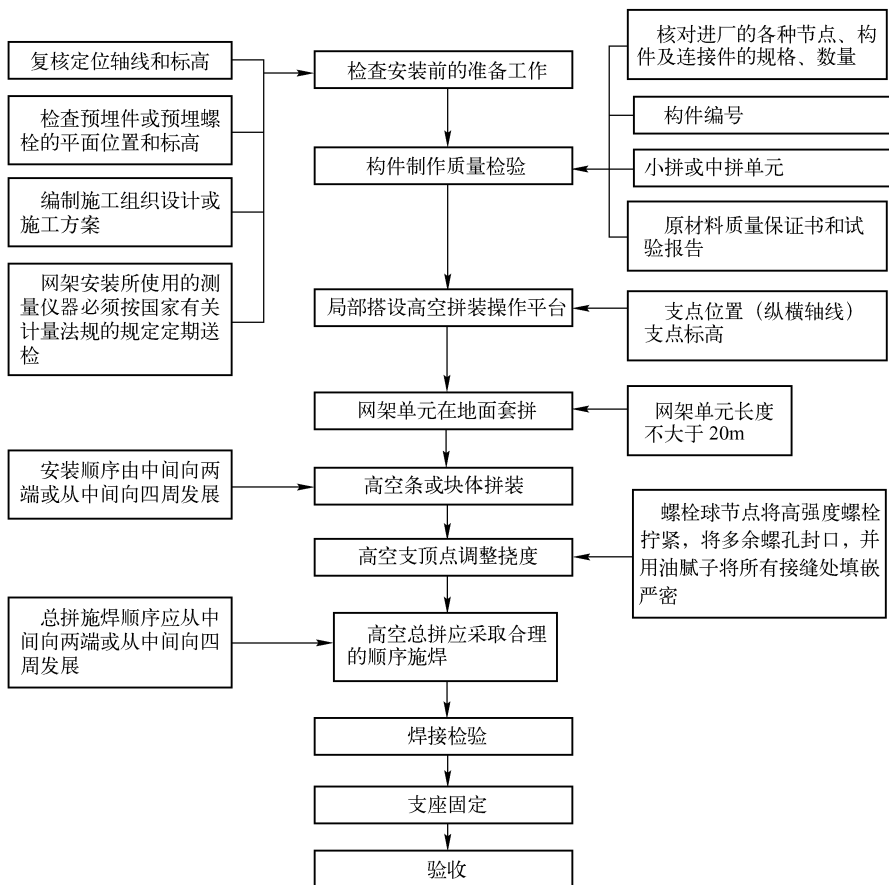 复核定位轴线和标高
检查预埋件或预埋螺
栓的平面位置和标高
编制施工组织设计或
施工方案
网架安装所使用的测
量仪器必须按国家有关
计量法规的规定定期送
检
检查安装前的准备工作
核对进厂的各种节点、构
件及连接件的规格、数量
构件编号
小拼或中拼单元
原材料质量保证书和试
验报告
构件制作质量检验
局部搭设高空拼装操作平台
支点位置（纵横轴线）
支点标高
网架单元在地面套拼
网架单元长度
不大于 20m
安装顺序由中间向两
端或从中间向四周发展
高空条或块体拼装
高空支顶点调整挠度
螺栓球节点将高强度螺栓
拧紧，将多余螺孔封口，并
用油腻子将所有接缝处填嵌
严密
总拼施焊顺序应从中
间向两端或从中间向四
周发展
高空总拼应采取合理
的顺序施焊
焊接检验
支座固定
验收